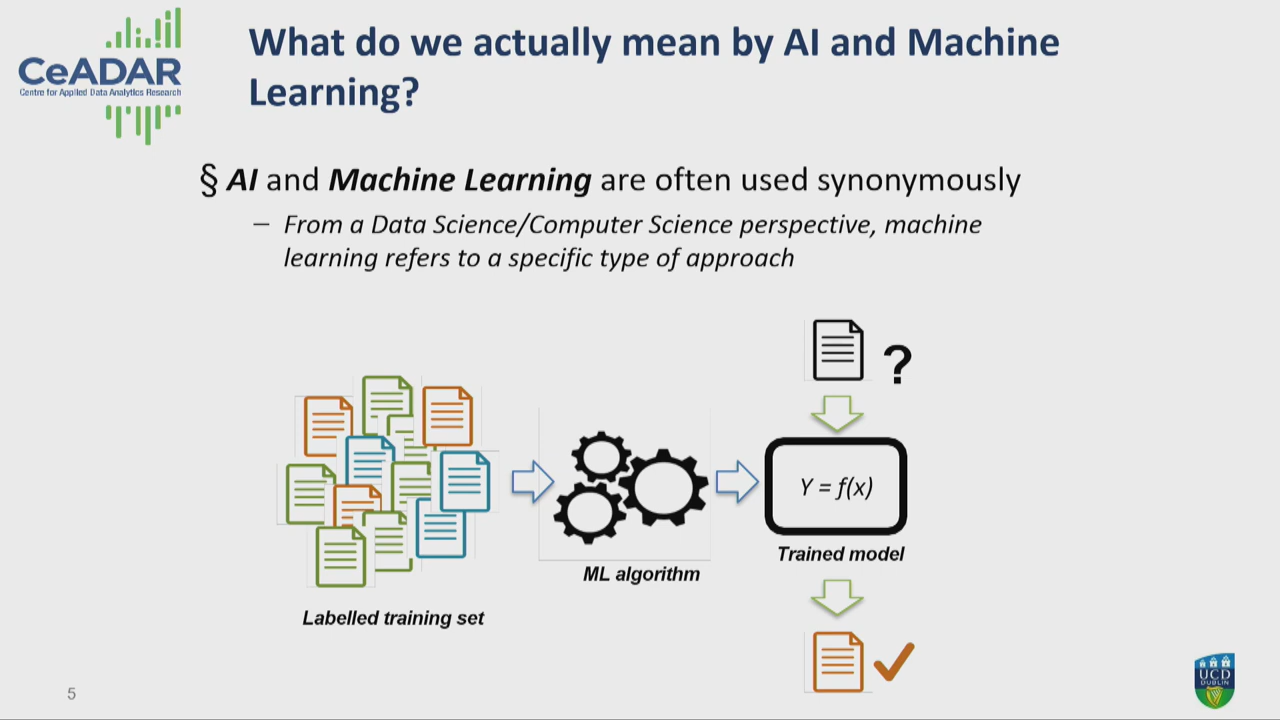 CeADAR
Centre for Applied Data Analytics Research
What do we actually mean by AI and Machine
Learning?
§ AI and Machine Learning are often used synonymously
– From a Data Science/Computer Science perspective, machine
learning refers to a specific type of approach
?
Y = f(x)
Trained model
ML algorithm
Labelled training set
5
UCD
DUBLIN